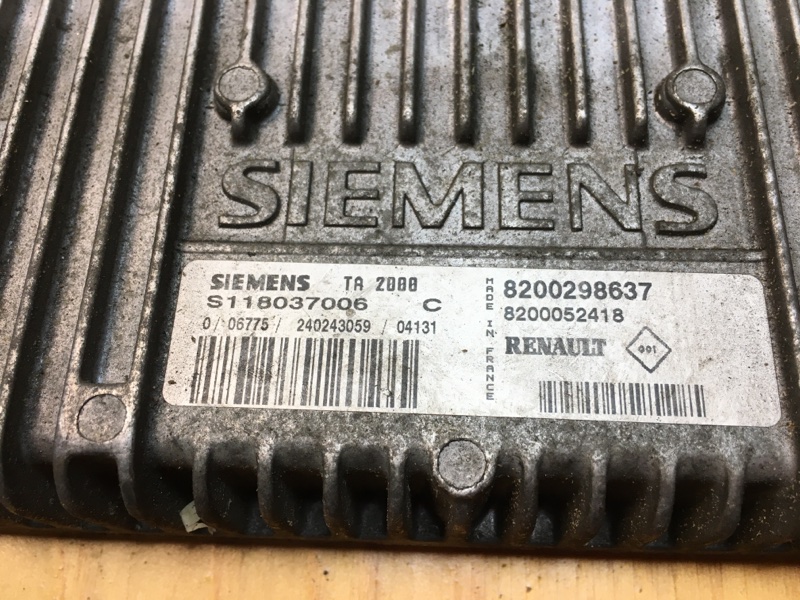 SIEMENS
SIEMENS TA 2000
S118037006 C
0 / 06775 / 240243059 / 04131
MADE IN FRANCE
8200298637
8200052418
RENAULT 001